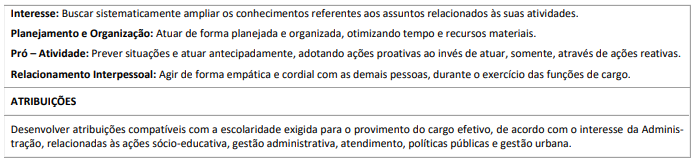 Interesse: Buscar sistematicamente ampliar os conhecimentos referentes aos assuntos relacionados às suas atividades.
Planejamento e Organização: Atuar de forma planejada e organizada, otimizando tempo e recursos materiais.
Pró – Atividade: Prever situações e atuar antecipadamente, adotando ações proativas ao invés de atuar, somente, através de ações reativas.
Relacionamento Interpessoal: Agir de forma empática e cordial com as demais pessoas, durante o exercício das funções de cargo.
ATRIBUIÇÕES
Desenvolver atribuições compatíveis com a escolaridade exigida para o provimento do cargo efetivo, de acordo com o interesse da Adminis-
tração, relacionadas às ações sócio-educativa, gestão administrativa, atendimento, políticas públicas e gestão urbana.